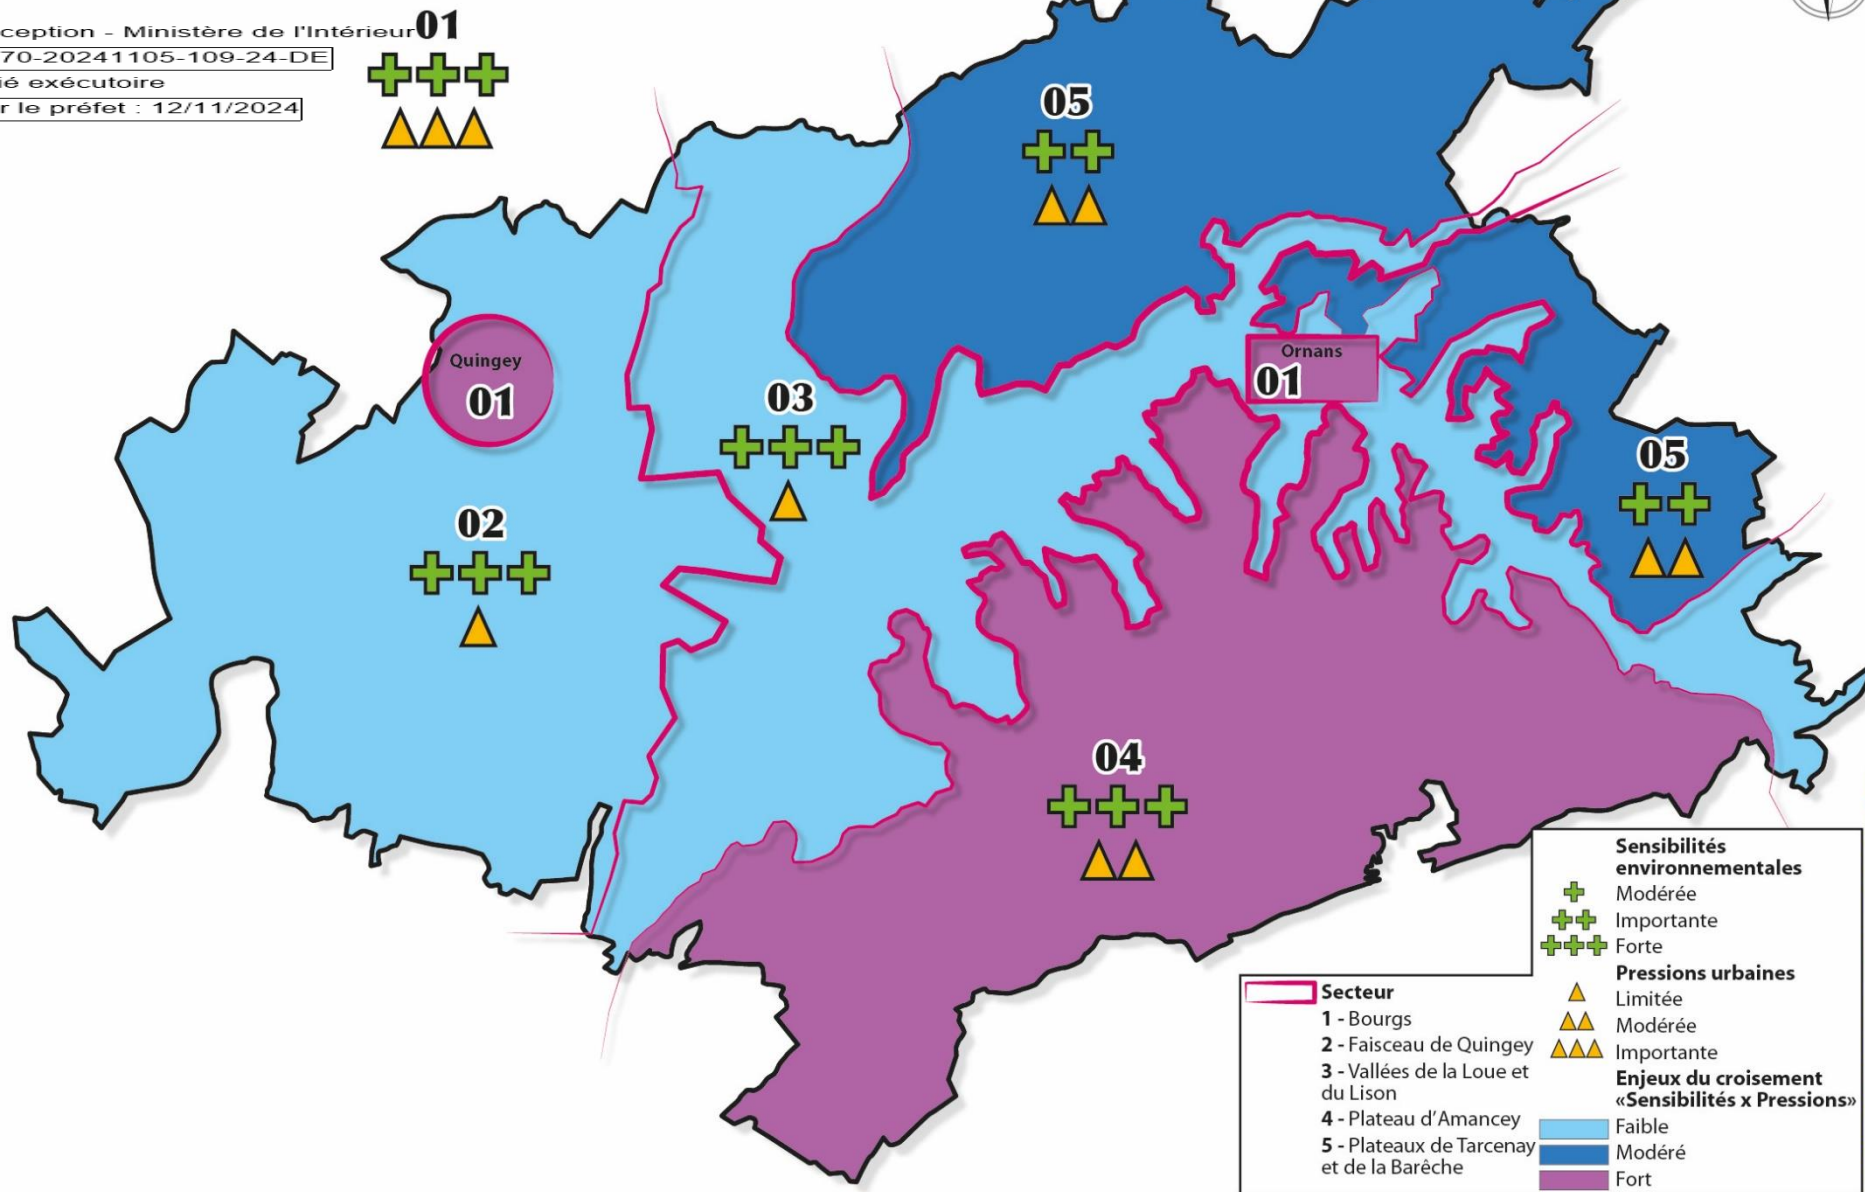 ception - Ministère de l'Intérieur
70-20241105-109-24-DE
ié exécutoire
r le préfet : 12/11/2024
01
05
Quingey
01
Ornans
01
03
05
02
04
Secteur
1 - Bourgs
2 - Faisceau de Quingey
3 - Vallées de la Loue et
du Lison
4 - Plateau d'Amancey
5 - Plateaux de Tarcenay
et de la Barêche
Sensibilités
environnementales
Modérée
Importante
Forte
Pressions urbaines
Limitée
Modérée
Importante
Enjeux du croisement
«Sensibilités x Pressions»
Faible
Modéré
Fort